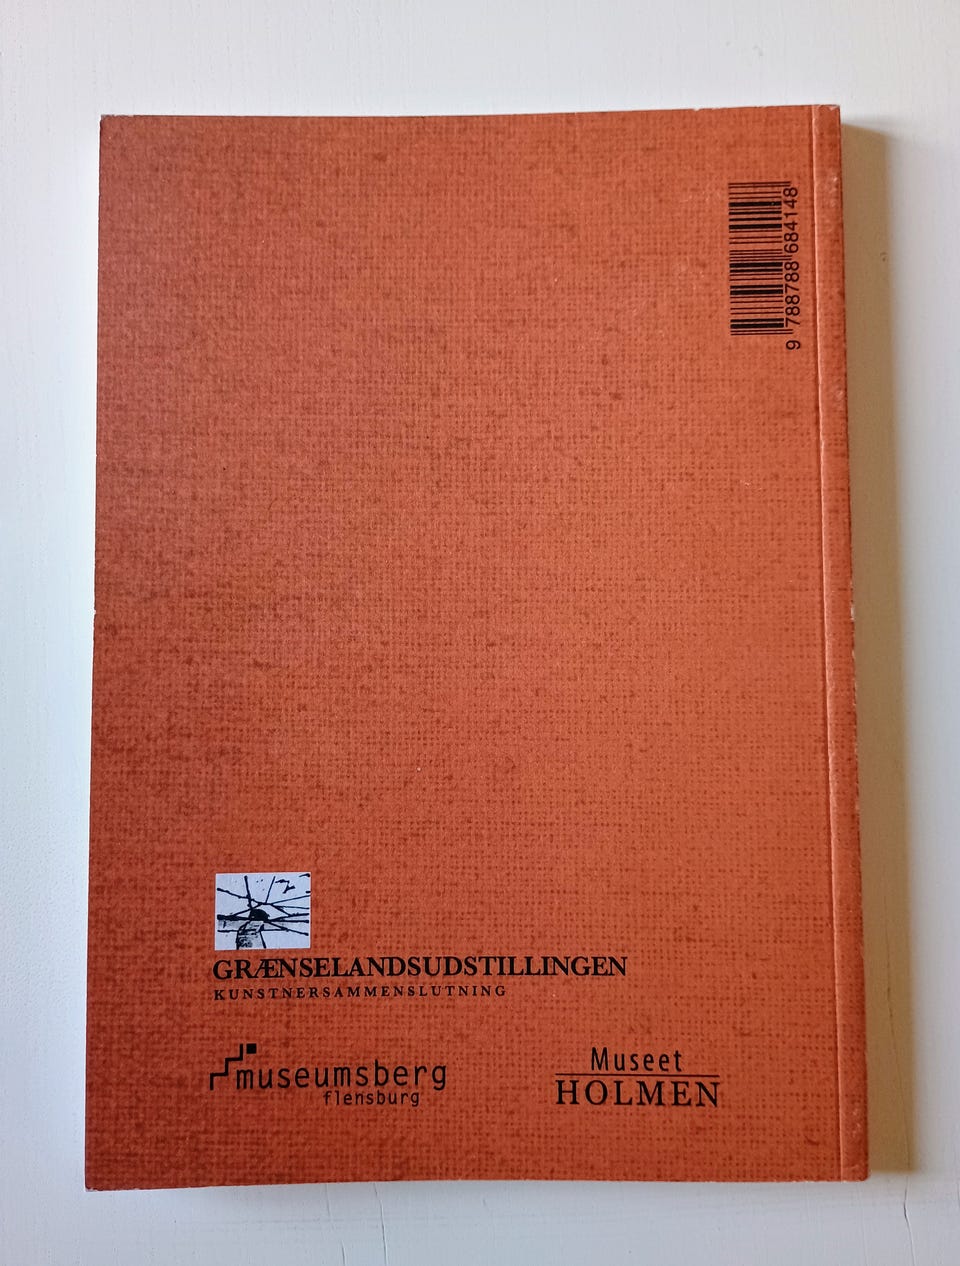 9 788788 684148
GRÆNSELANDSUDSTILLINGEN
KUNSTNERSAMMENSLUTNING
museumsberg
flensburg
Museet
HOLMEN